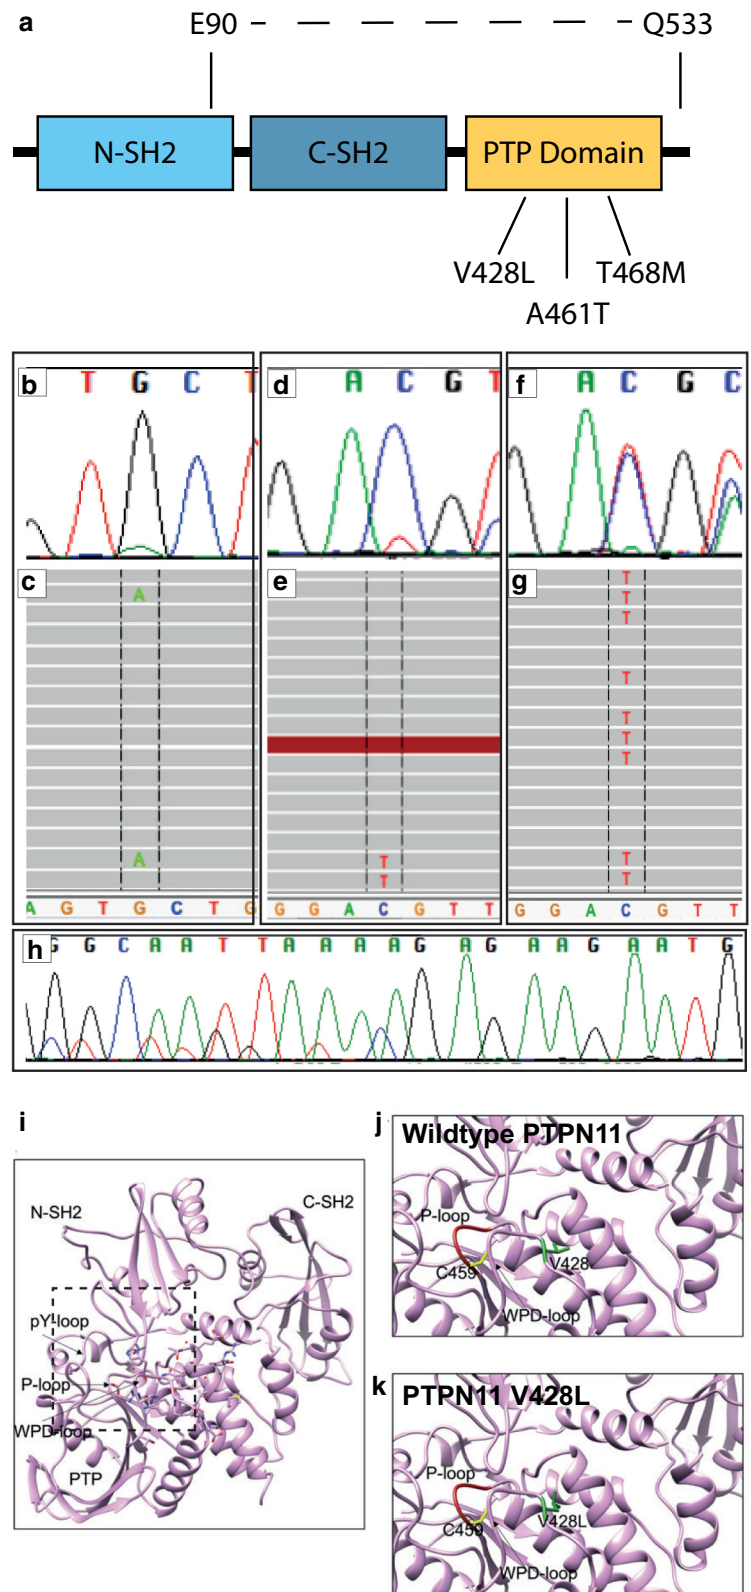 a
E90 - — — — — - Q533
N-SH2 C-SH2 PTP Domain
V428L A461T T468M
b T G C T
d A C G T
f A C G C
c
A
A
A G T G C T G
e
T
T
G G A C G T T
g
T
T
T
T
T
T
T
T
T
G G A C G T T
h G G C A A T T A A A A G A G A A G A A T G
i
N-SH2
C-SH2
pY-loop
P-loop
WPD-loop
PTP
j
Wildtype PTPN11
P-loop
V428
C459
WPD-loop
k
PTPN11 V428L
P-loop
V428L
C459
WPD-loop